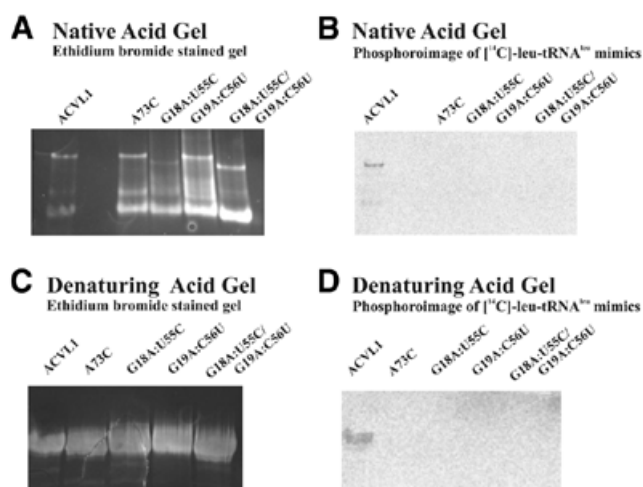 A Native Acid Gel
Ethidium bromide stained gel
ACVL1
A73C
G18A:U55C
G19A:C56U
G18A:U55C/
G19A:C56U
B Native Acid Gel
Phosphoroimage of [¹⁴C]-leu-tRNAˡᵉᵘ mimics
ACVL1
A73C
G18A:U55C
G19A:C56U
G18A:U55C/
G19A:C56U
C Denaturing Acid Gel
Ethidium bromide stained gel
ACVL1
A73C
G18A:U55C
G19A:C56U
G18A:U55C/
G19A:C56U
D Denaturing Acid Gel
Phosphoroimage of [¹⁴C]-leu-tRNAˡᵉᵘ mimics
ACVL1
A73C
G18A:U55C
G19A:C56U
G18A:U55C/
G19A:C56U